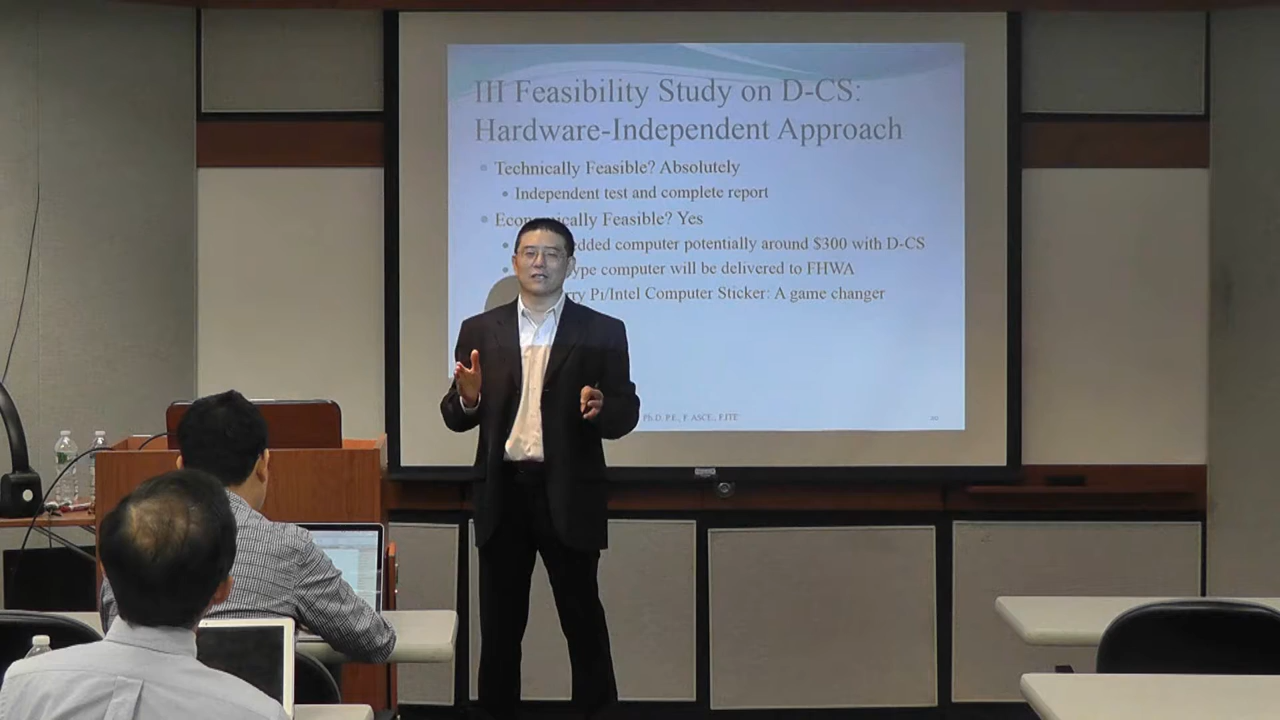 III Feasibility Study on D-CS:
Hardware-Independent Approach
Technically Feasible? Absolutely
Independent test and complete report
Economically Feasible? Yes
computer potentially around $300 with D-CS
computer will be delivered to FHWA
Pi/Intel Computer Sticker: A game changer
Ph.D. P.E., F. ASCE., F.ITE